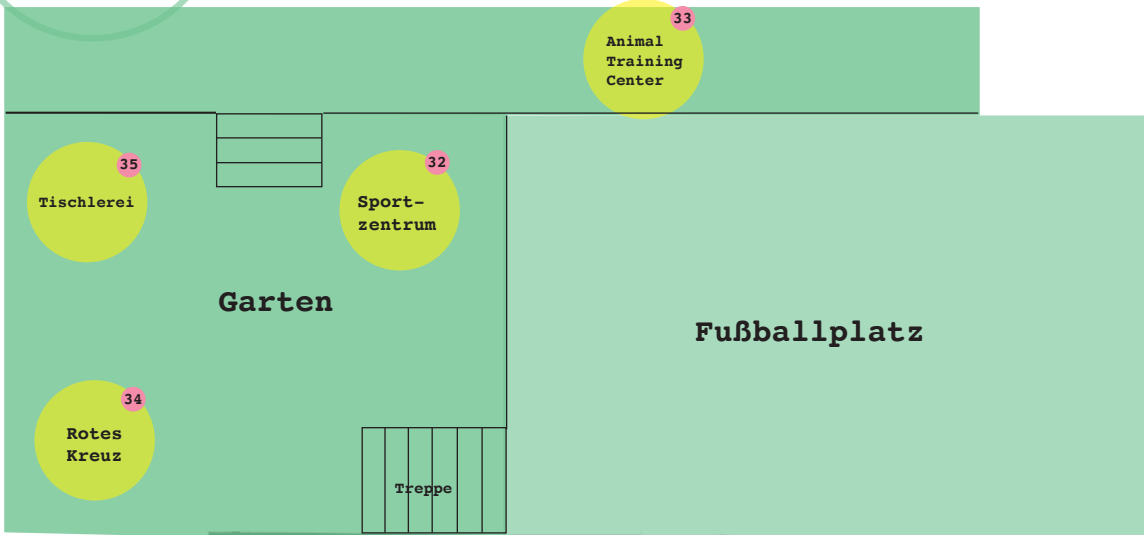 33
Animal
Training
Center
35
Tischlerei
32
Sport-
zentrum
Garten
Fußballplatz
34
Rotes
Kreuz
Treppe